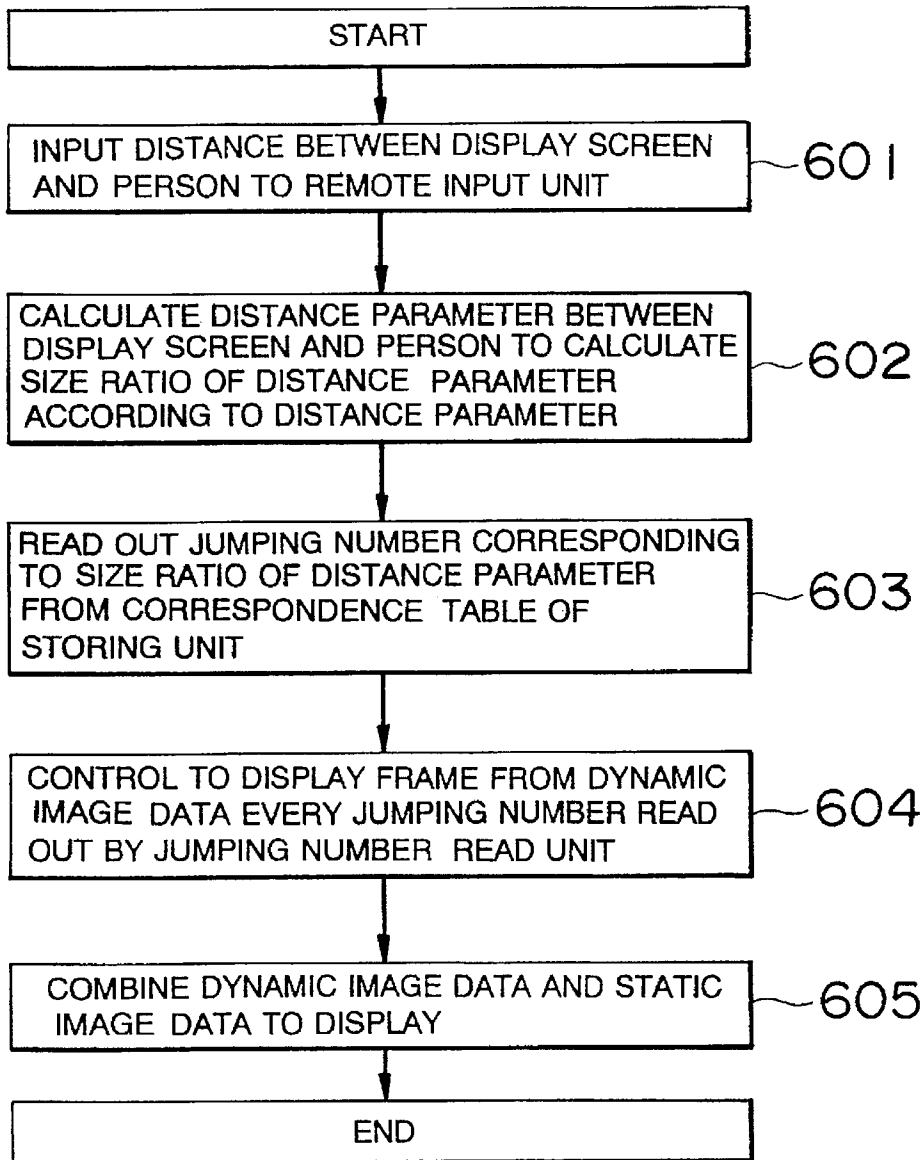 START
INPUT DISTANCE BETWEEN DISPLAY SCREEN
AND PERSON TO REMOTE INPUT UNIT
601
CALCULATE DISTANCE PARAMETER BETWEEN
DISPLAY SCREEN AND PERSON TO CALCULATE
SIZE RATIO OF DISTANCE PARAMETER
ACCORDING TO DISTANCE PARAMETER
602
READ OUT JUMPING NUMBER CORRESPONDING
TO SIZE RATIO OF DISTANCE PARAMETER
FROM CORRESPONDENCE TABLE OF
STORING UNIT
603
CONTROL TO DISPLAY FRAME FROM DYNAMIC
IMAGE DATA EVERY JUMPING NUMBER READ
OUT BY JUMPING NUMBER READ UNIT
604
COMBINE DYNAMIC IMAGE DATA AND STATIC
IMAGE DATA TO DISPLAY
605
END